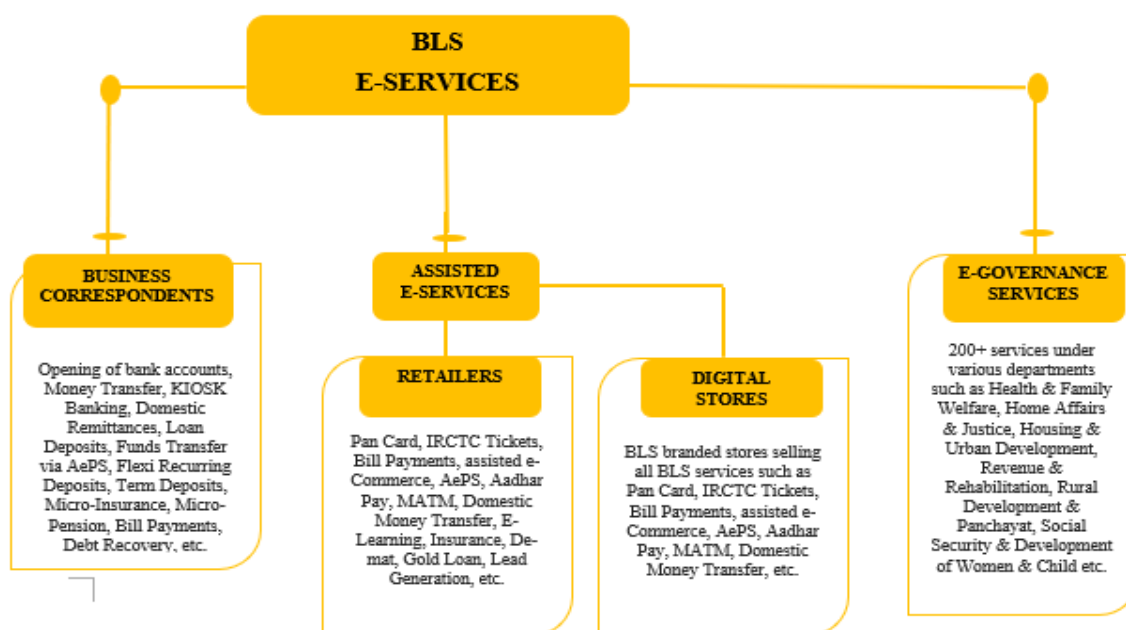 BLS
E-SERVICES
BUSINESS
CORRESPONDENTS
Opening of bank accounts,
Money Transfer, KIOSK
Banking, Domestic
Remittances, Loan
Deposits, Funds Transfer
via AePS, Flexi Recurring
Deposits, Term Deposits,
Micro-Insurance, Micro-
Pension, Bill Payments,
Debt Recovery, etc.
ASSISTED
E-SERVICES
RETAILERS
Pan Card, IRCTC Tickets,
Bill Payments, assisted e-
Commerce, AePS, Aadhar
Pay, MATM, Domestic
Money Transfer, E-
Learning, Insurance, De-
mat, Gold Loan, Lead
Generation, etc.
DIGITAL
STORES
BLS branded stores selling
all BLS services such as
Pan Card, IRCTC Tickets,
Bill Payments, assisted e-
Commerce, AePS, Aadhar
Pay, MATM, Domestic
Money Transfer, etc.
E-GOVERNANCE
SERVICES
200+ services under
various departments
such as Health & Family
Welfare, Home Affairs
& Justice, Housing &
Urban Development,
Revenue &
Rehabilitation, Rural
Development &
Panchayat, Social
Security & Development
of Women & Child etc.